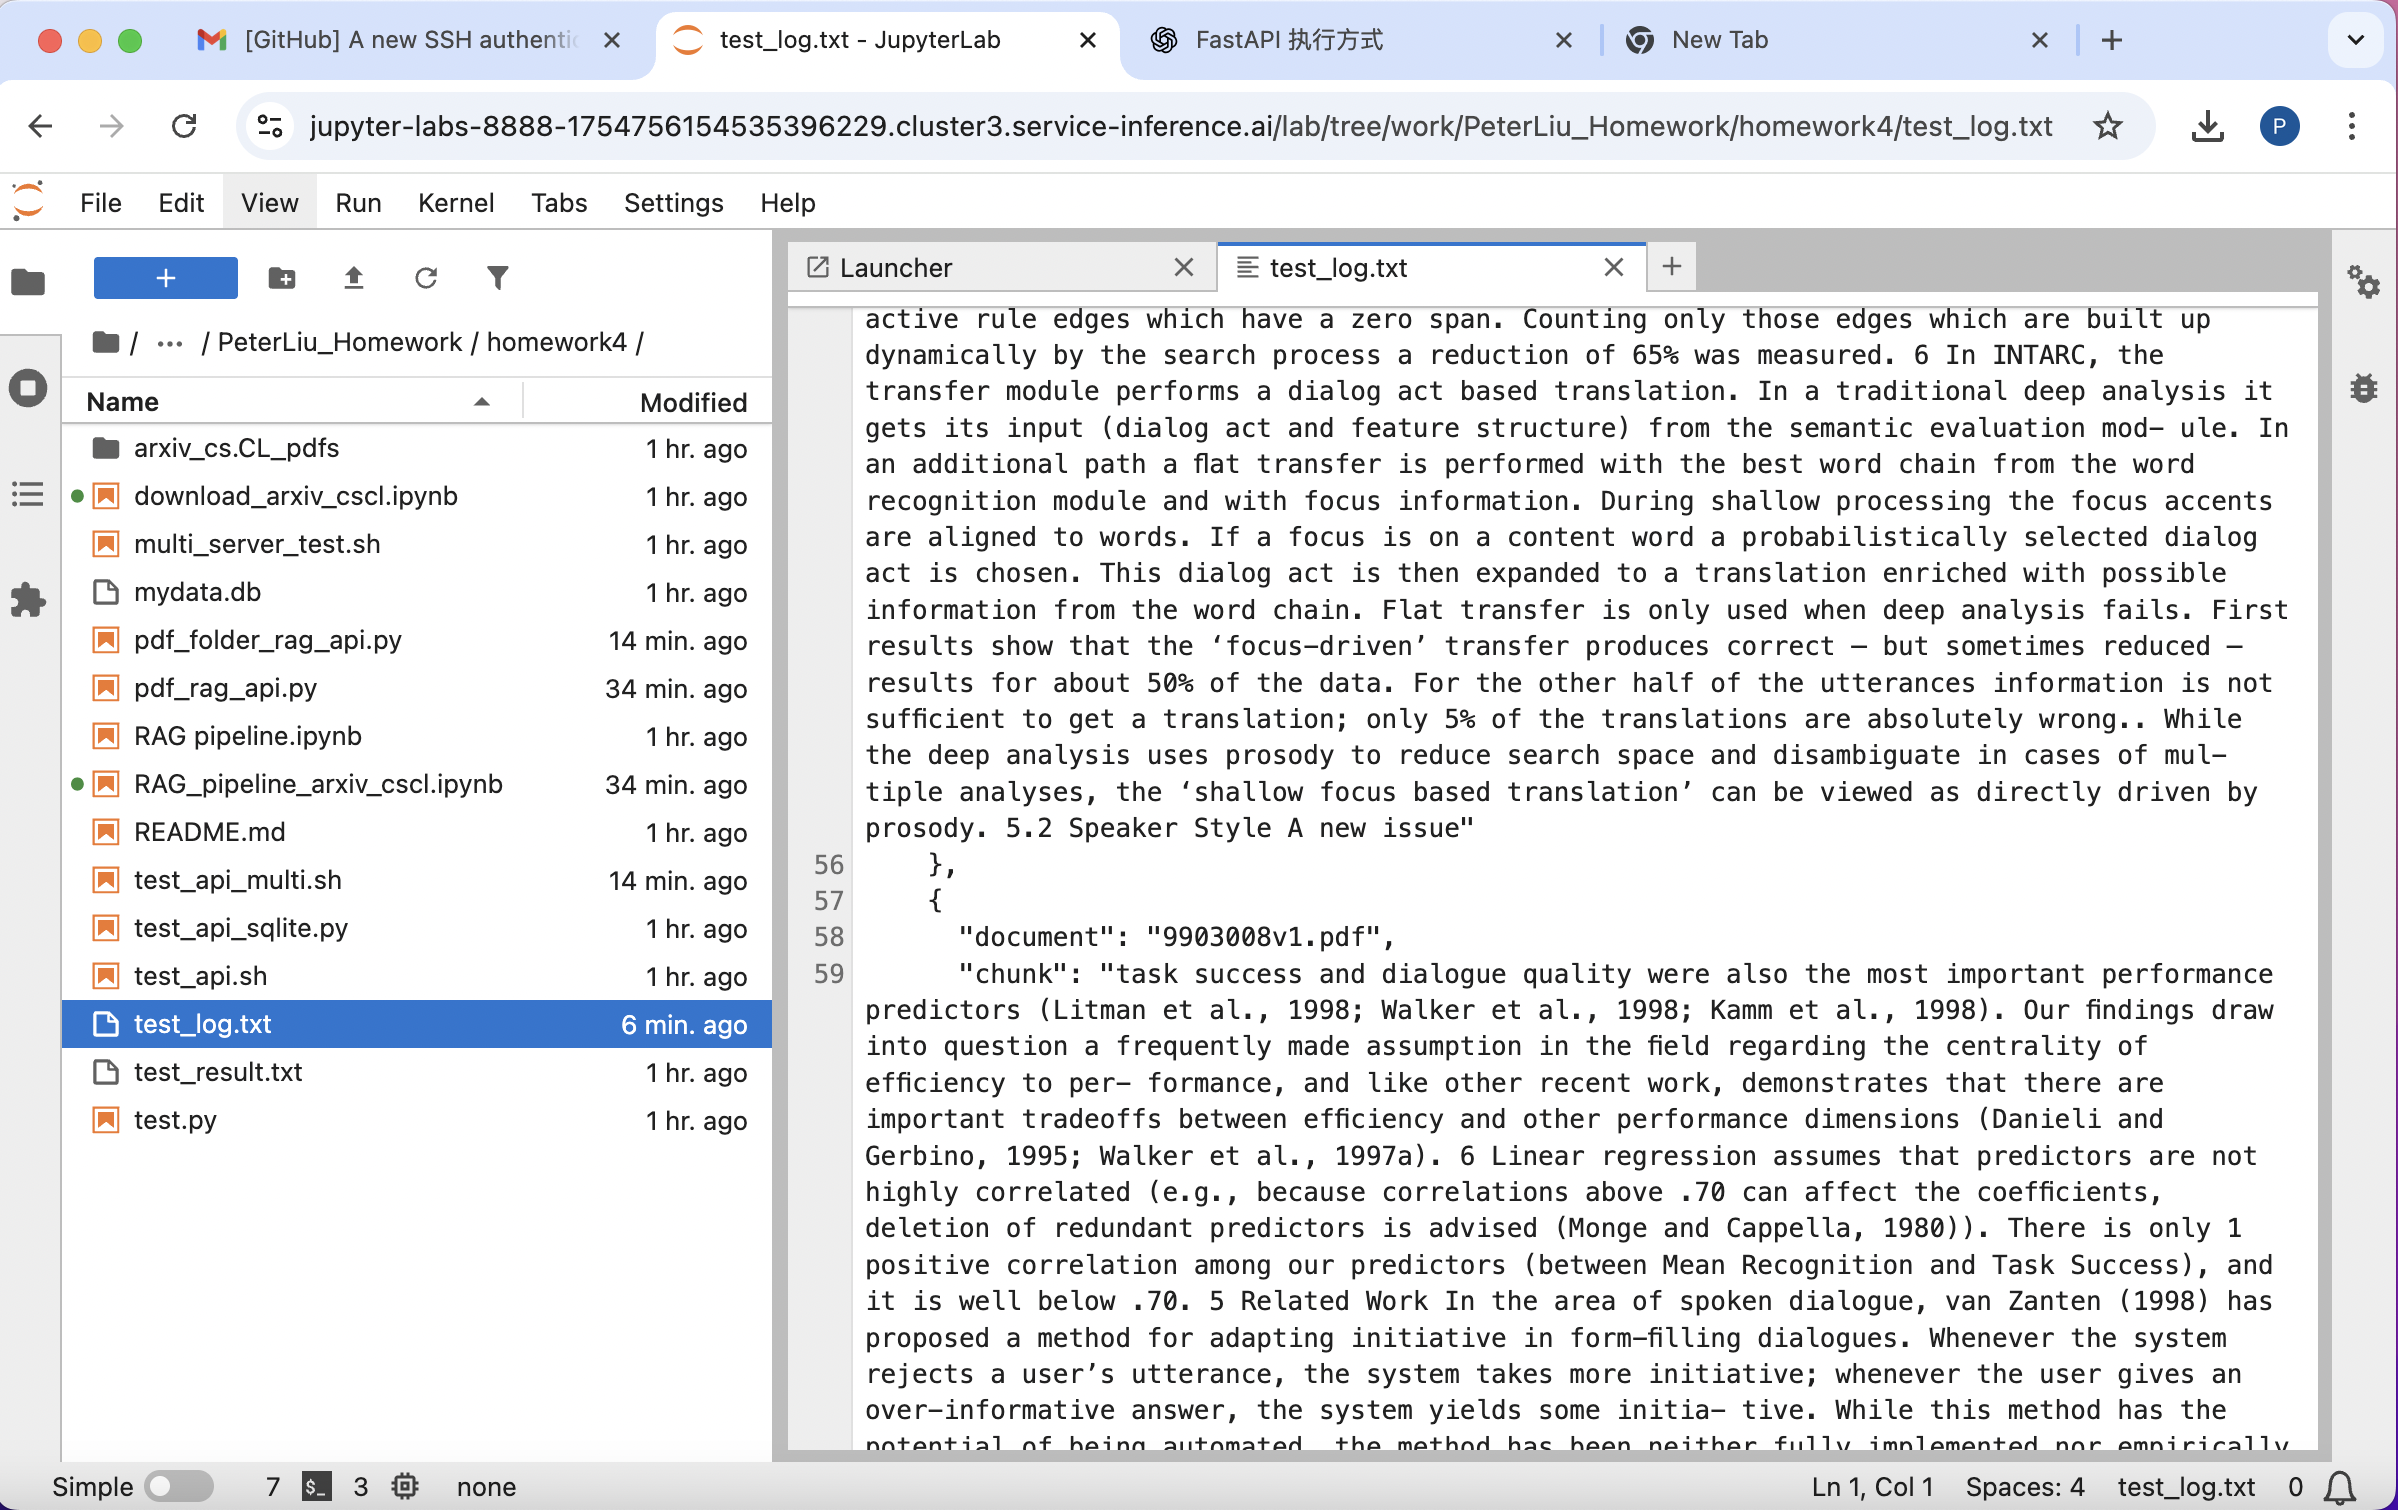 [GitHub] A new SSH authentic
test_log.txt - JupyterLab
FastAPI 执行方式
New Tab
jupyter-labs-8888-1754756154535396229.cluster3.service-inference.ai/lab/tree/work/PeterLiu_Homework/homework4/test_log.txt
P
File Edit View Run Kernel Tabs Settings Help
/ ··· / PeterLiu_Homework / homework4 /
Name Modified
arxiv_cs.CL_pdfs 1 hr. ago
download_arxiv_cscl.ipynb 1 hr. ago
multi_server_test.sh 1 hr. ago
mydata.db 1 hr. ago
pdf_folder_rag_api.py 14 min. ago
pdf_rag_api.py 34 min. ago
RAG pipeline.ipynb 1 hr. ago
RAG_pipeline_arxiv_cscl.ipynb 34 min. ago
README.md 1 hr. ago
test_api_multi.sh 14 min. ago
test_api_sqlite.py 1 hr. ago
test_api.sh 1 hr. ago
test_log.txt 6 min. ago
test_result.txt 1 hr. ago
test.py 1 hr. ago
Launcher
test_log.txt
active rule edges which have a zero span. Counting only those edges which are built up
dynamically by the search process a reduction of 65% was measured. 6 In INTARC, the
transfer module performs a dialog act based translation. In a traditional deep analysis it
gets its input (dialog act and feature structure) from the semantic evaluation mod- ule. In
an additional path a flat transfer is performed with the best word chain from the word
recognition module and with focus information. During shallow processing the focus accents
are aligned to words. If a focus is on a content word a probabilistically selected dialog
act is chosen. This dialog act is then expanded to a translation enriched with possible
information from the word chain. Flat transfer is only used when deep analysis fails. First
results show that the ‘focus-driven’ transfer produces correct – but sometimes reduced –
results for about 50% of the data. For the other half of the utterances information is not
sufficient to get a translation; only 5% of the translations are absolutely wrong.. While
the deep analysis uses prosody to reduce search space and disambiguate in cases of mul-
tiple analyses, the ‘shallow focus based translation’ can be viewed as directly driven by
prosody. 5.2 Speaker Style A new issue"
56 },
57 {
58 "document": "9903008v1.pdf",
59 "chunk": "task success and dialogue quality were also the most important performance
predictors (Litman et al., 1998; Walker et al., 1998; Kamm et al., 1998). Our findings draw
into question a frequently made assumption in the field regarding the centrality of
efficiency to per- formance, and like other recent work, demonstrates that there are
important tradeoffs between efficiency and other performance dimensions (Danieli and
Gerbino, 1995; Walker et al., 1997a). 6 Linear regression assumes that predictors are not
highly correlated (e.g., because correlations above .70 can affect the coefficients,
deletion of redundant predictors is advised (Monge and Cappella, 1980)). There is only 1
positive correlation among our predictors (between Mean Recognition and Task Success), and
it is well below .70. 5 Related Work In the area of spoken dialogue, van Zanten (1998) has
proposed a method for adapting initiative in form-filling dialogues. Whenever the system
rejects a user’s utterance, the system takes more initiative; whenever the user gives an
over-informative answer, the system yields some initia- tive. While this method has the
potential of being automated, the method has been neither fully implemented nor empirically
Simple 7 $_ 3 none
Ln 1, Col 1 Spaces: 4 test_log.txt 0